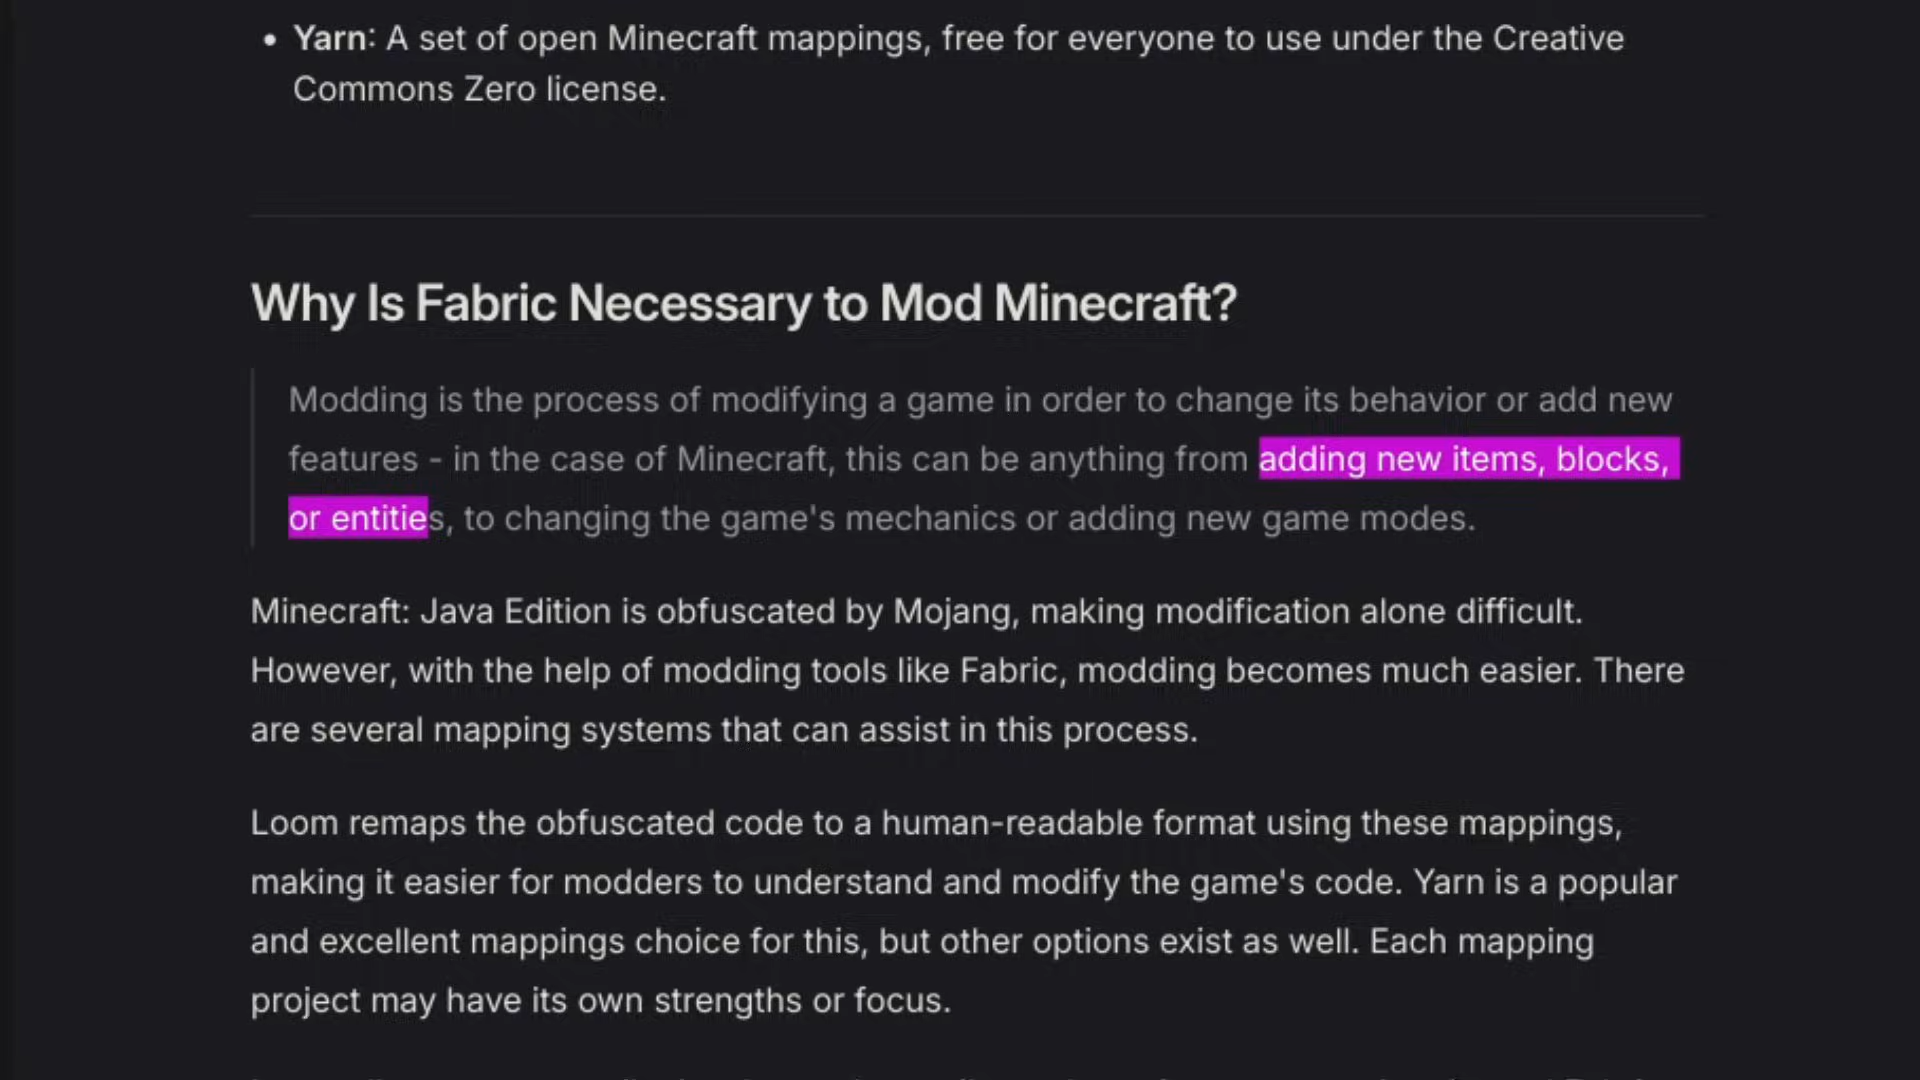 • Yarn: A set of open Minecraft mappings, free for everyone to use under the Creative
Commons Zero license.
Why Is Fabric Necessary to Mod Minecraft?
Modding is the process of modifying a game in order to change its behavior or add new
features - in the case of Minecraft, this can be anything from adding new items, blocks,
or entities, to changing the game's mechanics or adding new game modes.
Minecraft: Java Edition is obfuscated by Mojang, making modification alone difficult.
However, with the help of modding tools like Fabric, modding becomes much easier. There
are several mapping systems that can assist in this process.
Loom remaps the obfuscated code to a human-readable format using these mappings,
making it easier for modders to understand and modify the game's code. Yarn is a popular
and excellent mappings choice for this, but other options exist as well. Each mapping
project may have its own strengths or focus.